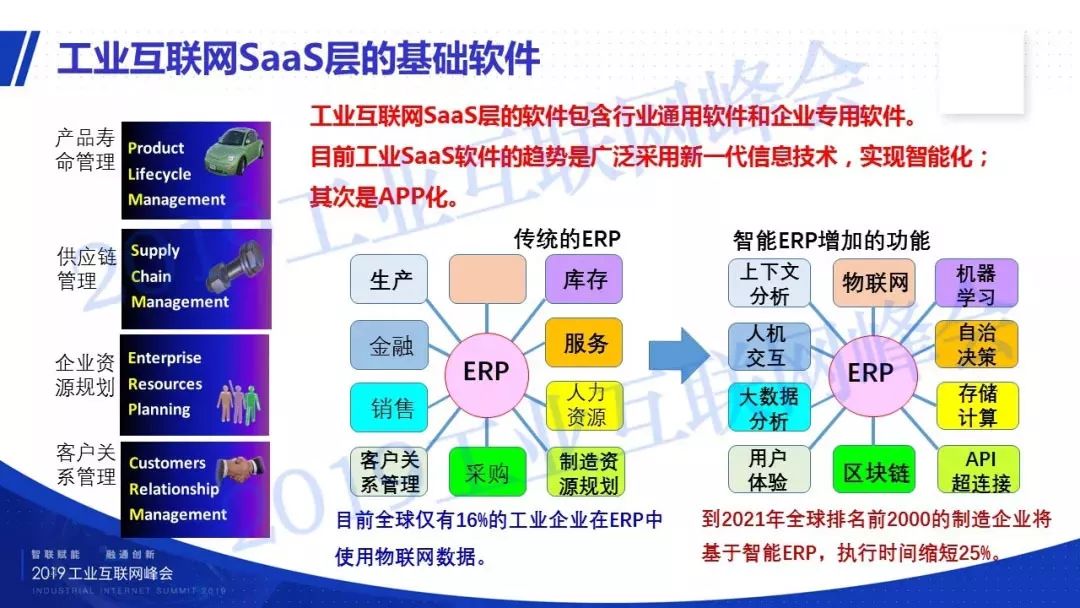 工业互联网SaaS层的基础软件
工业互联网SaaS层的软件包含行业通用软件和企业专用软件。
目前工业SaaS软件的趋势是广泛采用新一代信息技术，实现智能化；
其次是APP化。
产品寿
命管理
Product
Lifecycle
Management
供应链
管理
Supply
Chain
Management
企业资
源规划
Enterprise
Resources
Planning
客户关
系管理
Customers
Relationship
Management
传统的ERP
生产
库存
金融
服务
ERP
销售
人力
资源
客户关
系管理
采购
制造资
源规划
目前全球仅有16%的工业企业在ERP中
使用物联网数据。
智能ERP增加的功能
上下文
分析
物联网
机器
学习
人机
交互
自治
决策
ERP
大数据
分析
存储
计算
用户
体验
区块链
API
超连接
到2021年全球排名前2000的制造企业将
基于智能ERP，执行时间缩短25%。
智联赋能 融通创新
2019工业互联网峰会
INDUSTRIAL INTERNET SUMMIT 2019
2019工业互联网峰会
2019工业互联网峰会